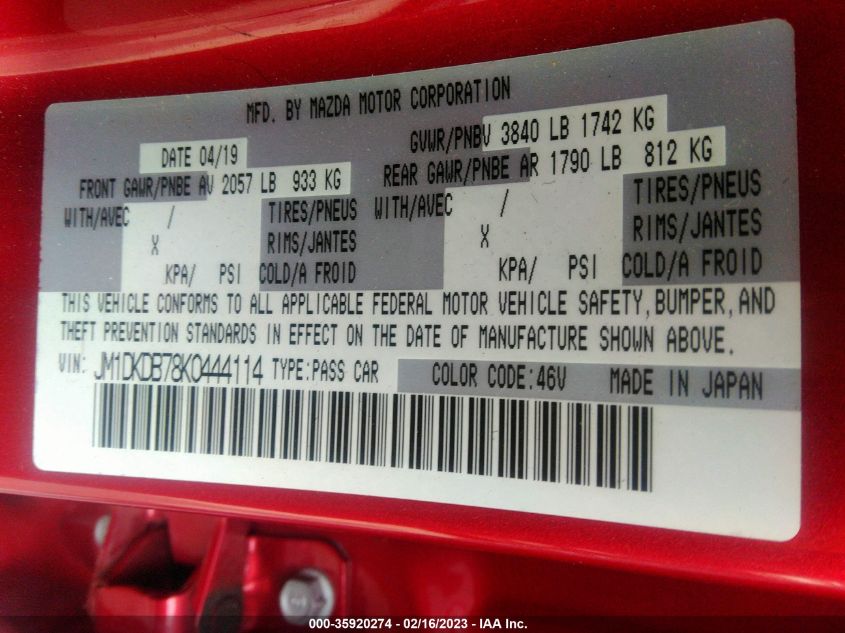 MFD. BY MAZDA MOTOR CORPORATION
DATE 04/19
GVWR/PNBV 3840 LB 1742 KG
FRONT GAWR/PNBE AV 2057 LB 933 KG
REAR GAWR/PNBE AR 1790 LB 812 KG
WITH/AVEC / TIRES/PNEUS
X RIMS/JANTES
KPA/ PSI COLD/A FROID
WITH/AVEC / TIRES/PNEUS
X RIMS/JANTES
KPA/ PSI COLD/A FROID
THIS VEHICLE CONFORMS TO ALL APPLICABLE FEDERAL MOTOR VEHICLE SAFETY, BUMPER, AND
THEFT PREVENTION STANDARDS IN EFFECT ON THE DATE OF MANUFACTURE SHOWN ABOVE.
VIN: JM1DKDB78K0444114 TYPE:PASS CAR COLOR CODE:46V MADE IN JAPAN
000-35920274 - 02/16/2023 - IAA Inc.